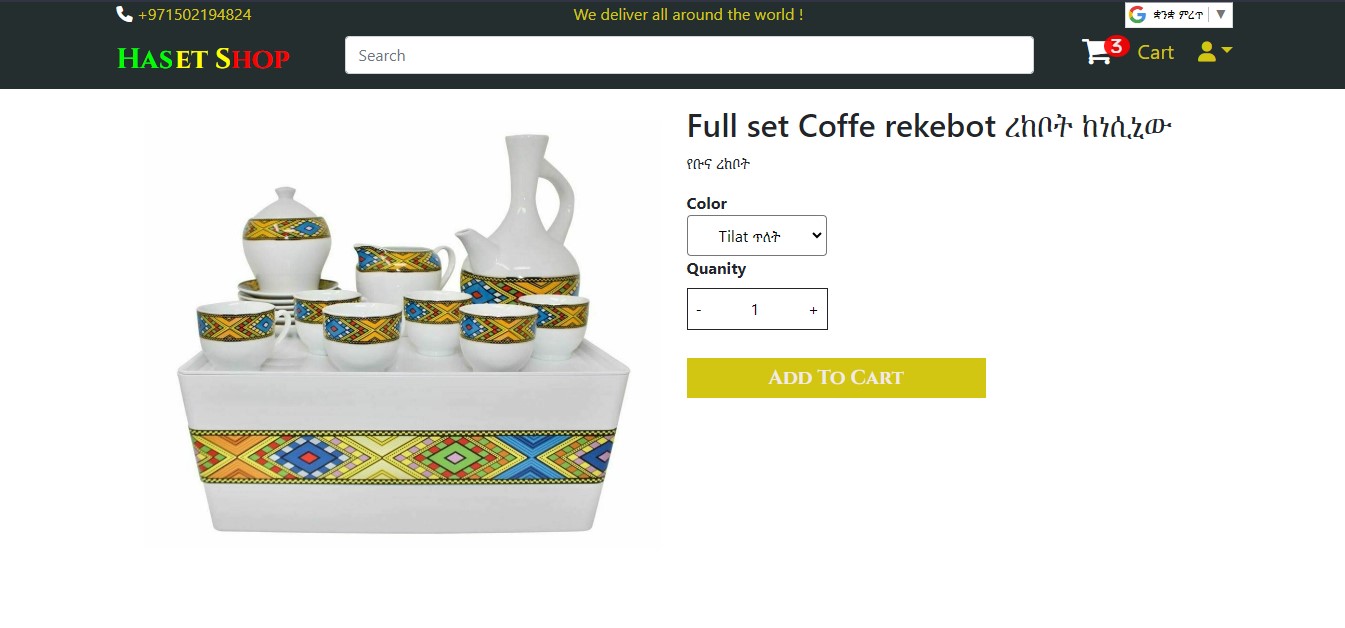 +971502194824
We deliver all around the world !
ቋንቋ ምረጥ
Haset Shop
Search
3
Cart
Full set Coffe rekebot ረከቦት ከነሲኒው
የቡና ረከቦት
Color
Tilat ጥለት
Quanity
- 1 +
Add To Cart